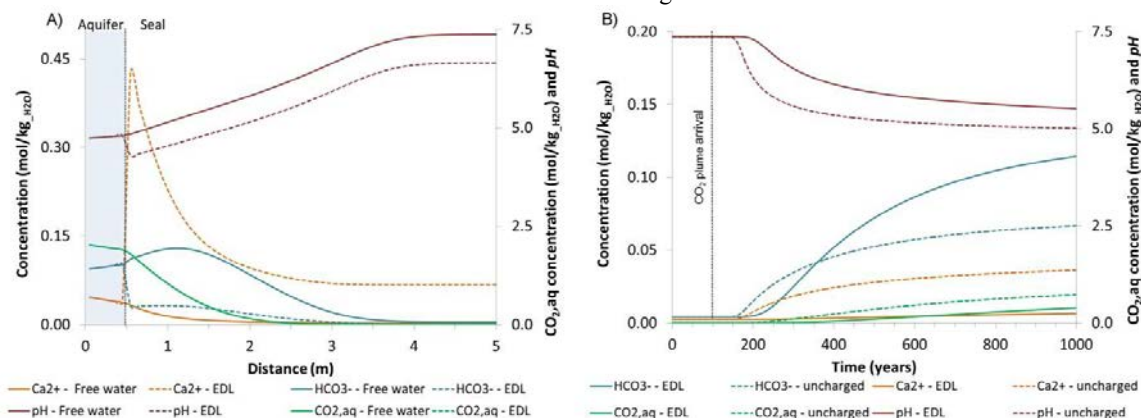 A)
Aquifer
Seal
7.5
0.45
5.0
0.30
2.5
0.15
0.00
0.0
0
1
2
3
4
5
Concentration (mol/kg_H2O)
CO2,aq concentration (mol/kg_H2O) and pH
Distance (m)
Ca2+ - Free water
Ca2+ - EDL
HCO3- - Free water
HCO3- - EDL
pH - Free water
pH - EDL
CO2,aq - Free water
CO2,aq - EDL
B)
0.20
7.5
0.15
5.0
0.10
2.5
0.05
0.00
0.0
0
200
400
600
800
1000
Concentration (mol/kg_H2O)
CO2 plume arrival
CO2,aq concentration (mol/kg_H2O) and pH
Time (years)
HCO3- - EDL
HCO3- - uncharged
Ca2+ - EDL
Ca2+ - uncharged
CO2,aq - EDL
CO2,aq - uncharged
pH - EDL
pH - uncharged